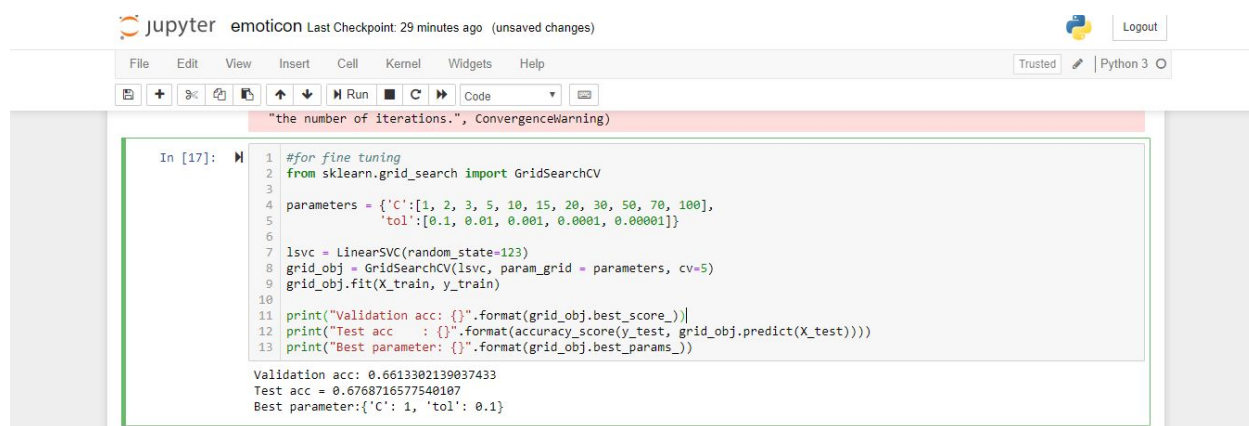 jupyter emoticon Last Checkpoint: 29 minutes ago (unsaved changes)
Logout
File Edit View Insert Cell Kernel Widgets Help
Trusted Python 3
Run Code
"the number of iterations.", ConvergenceWarning)
In [17]:
1 #for fine tuning
2 from sklearn.grid_search import GridSearchCV
3
4 parameters = {'C':[1, 2, 3, 5, 10, 15, 20, 30, 50, 70, 100],
5 'tol':[0.1, 0.01, 0.001, 0.0001, 0.00001]}
6
7 lsvc = LinearSVC(random_state=123)
8 grid_obj = GridSearchCV(lsvc, param_grid = parameters, cv=5)
9 grid_obj.fit(X_train, y_train)
10
11 print("Validation acc: {}".format(grid_obj.best_score_))
12 print("Test acc    : {}".format(accuracy_score(y_test, grid_obj.predict(X_test))))
13 print("Best parameter: {}".format(grid_obj.best_params_))
Validation acc: 0.6613302139037433
Test acc = 0.6768716577540107
Best parameter:{'C': 1, 'tol': 0.1}